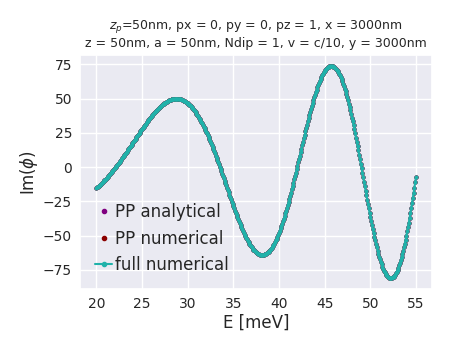 z_p=50nm, px = 0, py = 0, pz = 1, x = 3000nm
z = 50nm, a = 50nm, Ndip = 1, v = c/10, y = 3000nm
Im(ϕ)
75
50
25
0
−25
−50
−75
PP analytical
PP numerical
full numerical
20 25 30 35 40 45 50 55
E [meV]